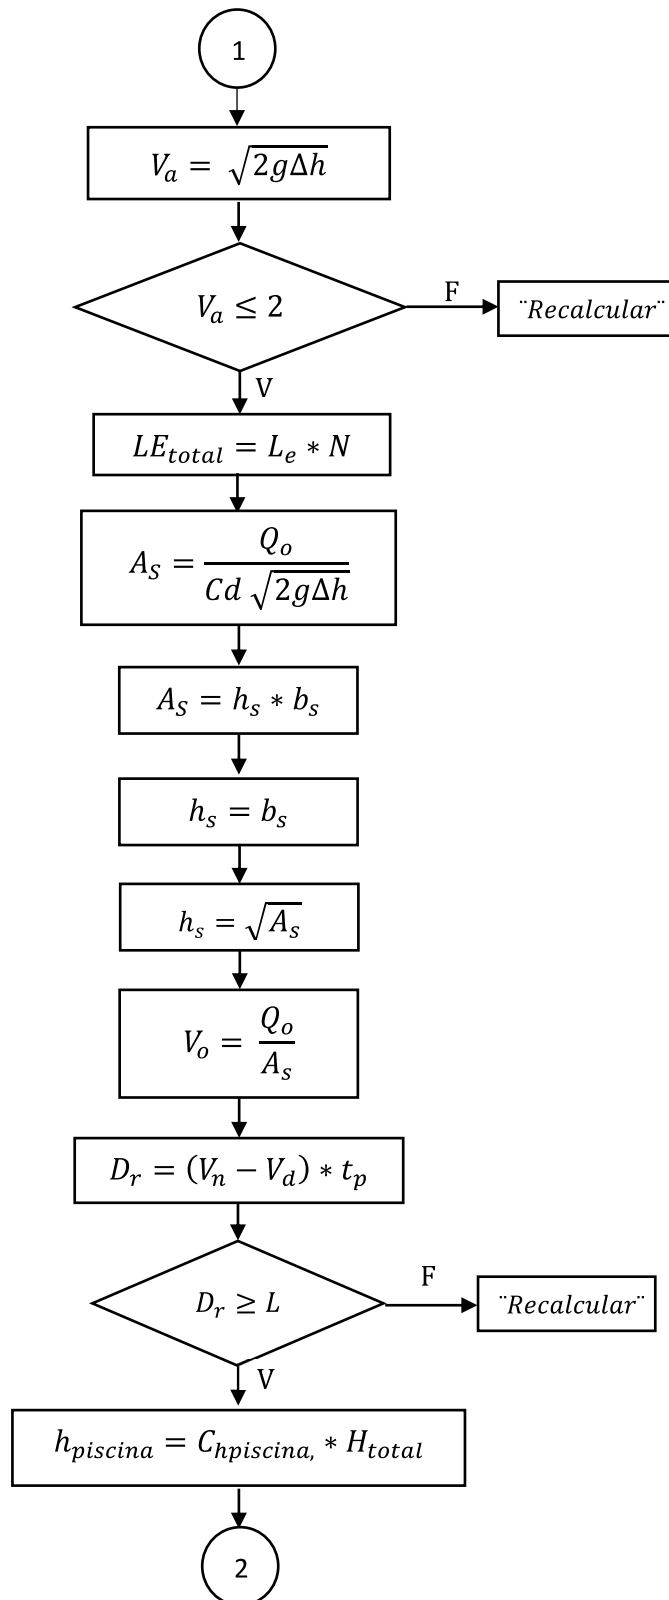 1
V_a = √(2gΔh)
V_a ≤ 2
F
¨Recalcular¨
V
LE_total = L_e * N
A_S = Q_o / (Cd √(2gΔh))
A_S = h_s * b_s
h_s = b_s
h_s = √(A_s)
V_o = Q_o / A_s
D_r = (V_n − V_d) * t_p
D_r ≥ L
F
¨Recalcular¨
V
h_piscina = C_hpiscina, * H_total
2